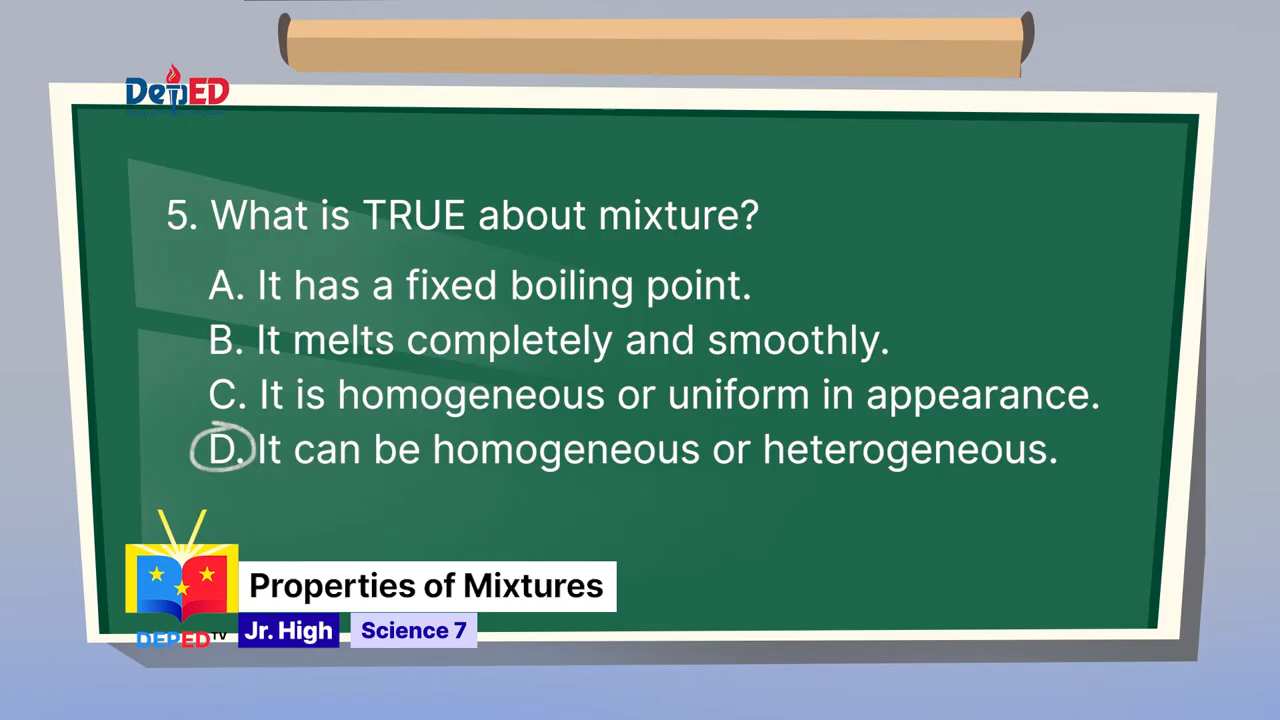 DepED
5. What is TRUE about mixture?
A. It has a fixed boiling point.
B. It melts completely and smoothly.
C. It is homogeneous or uniform in appearance.
D. It can be homogeneous or heterogeneous.
Properties of Mixtures
DEPED TV
Jr. High
Science 7